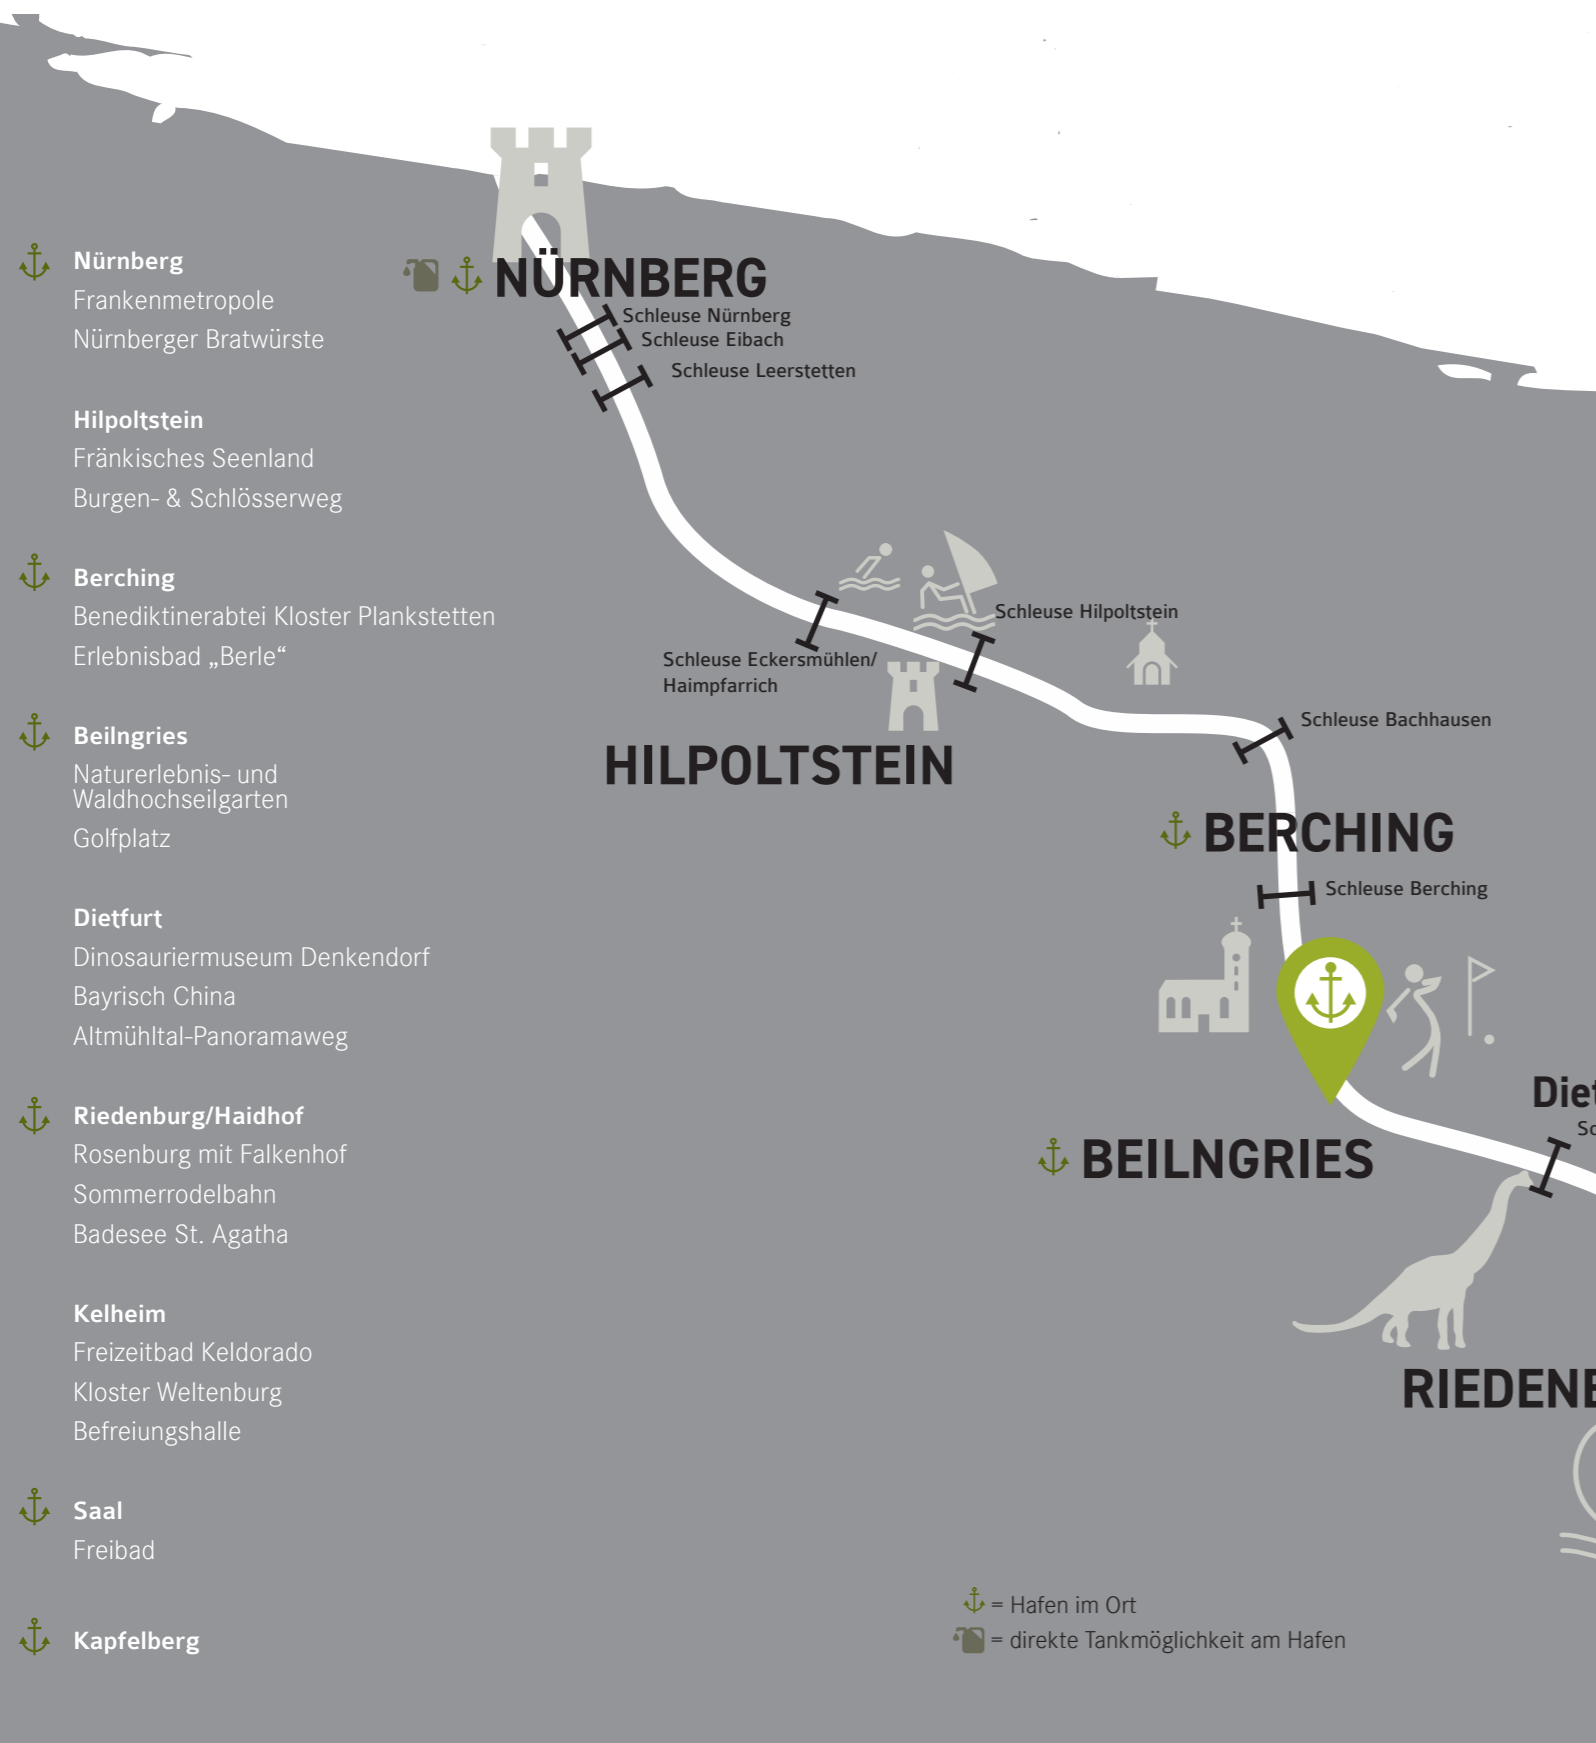 Nürnberg
Frankenmetropole
Nürnberger Bratwürste
Hilpoltstein
Fränkisches Seenland
Burgen- & Schlösserweg
Berching
Benediktinerabtei Kloster Plankstetten
Erlebnisbad „Berle“
Beilngries
Naturerlebnis- und
Waldhochseilgarten
Golfplatz
Dietfurt
Dinosauriermuseum Denkendorf
Bayrisch China
Altmühltal-Panoramaweg
Riedenburg/Haidhof
Rosenburg mit Falkenhof
Sommerrodelbahn
Badesee St. Agatha
Kelheim
Freizeitbad Keldorado
Kloster Weltenburg
Befreiungshalle
Saal
Freibad
Kapfelberg
NÜRNBERG
Schleuse Nürnberg
Schleuse Eibach
Schleuse Leerstetten
Schleuse Hilpoltstein
Schleuse Eckersmühlen/
Haimpfarrich
HILPOLTSTEIN
Schleuse Bachhausen
BERCHING
Schleuse Berching
BEILNGRIES
= Hafen im Ort
= direkte Tankmöglichkeit am Hafen